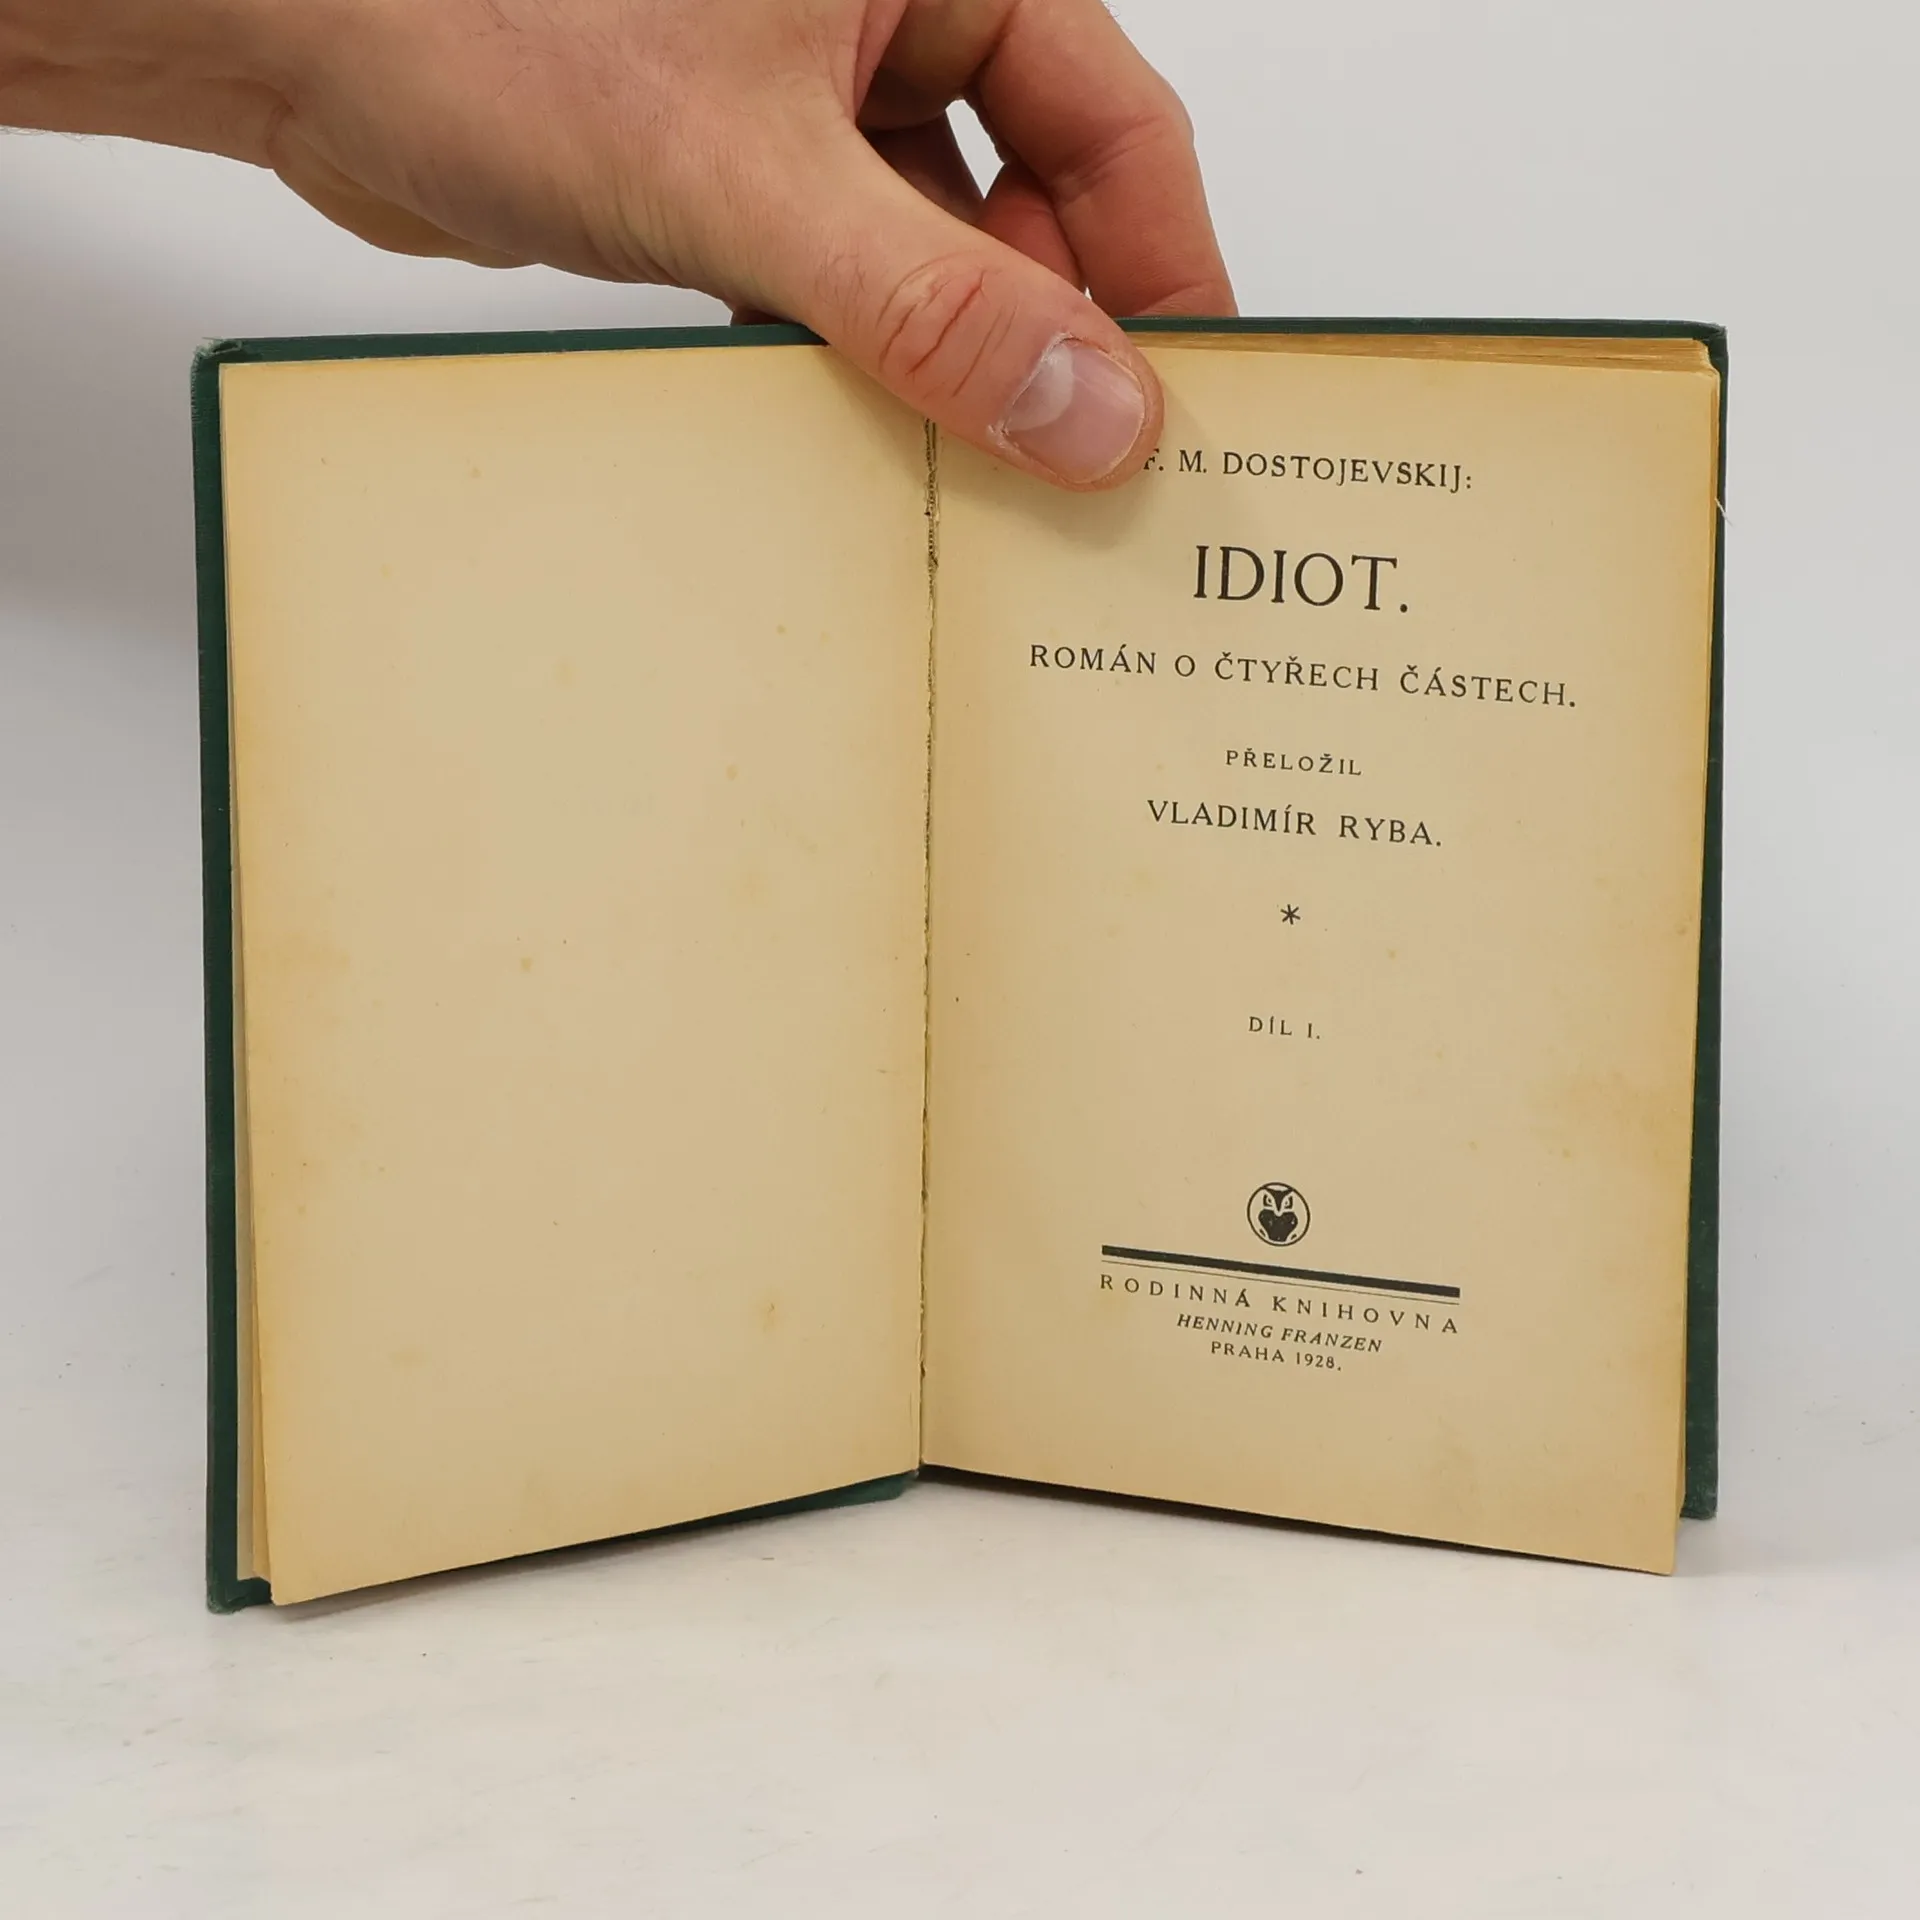 F. M. DOSTOJEVSKIJ:
IDIOT.
ROMÁN O ČTYŘECH ČÁSTECH.
PŘELOŽIL
VLADIMÍR RYBA.
*
DÍL I.
RODINNÁ KNIHOVNA
HENNING FRANZEN
PRAHA 1928.